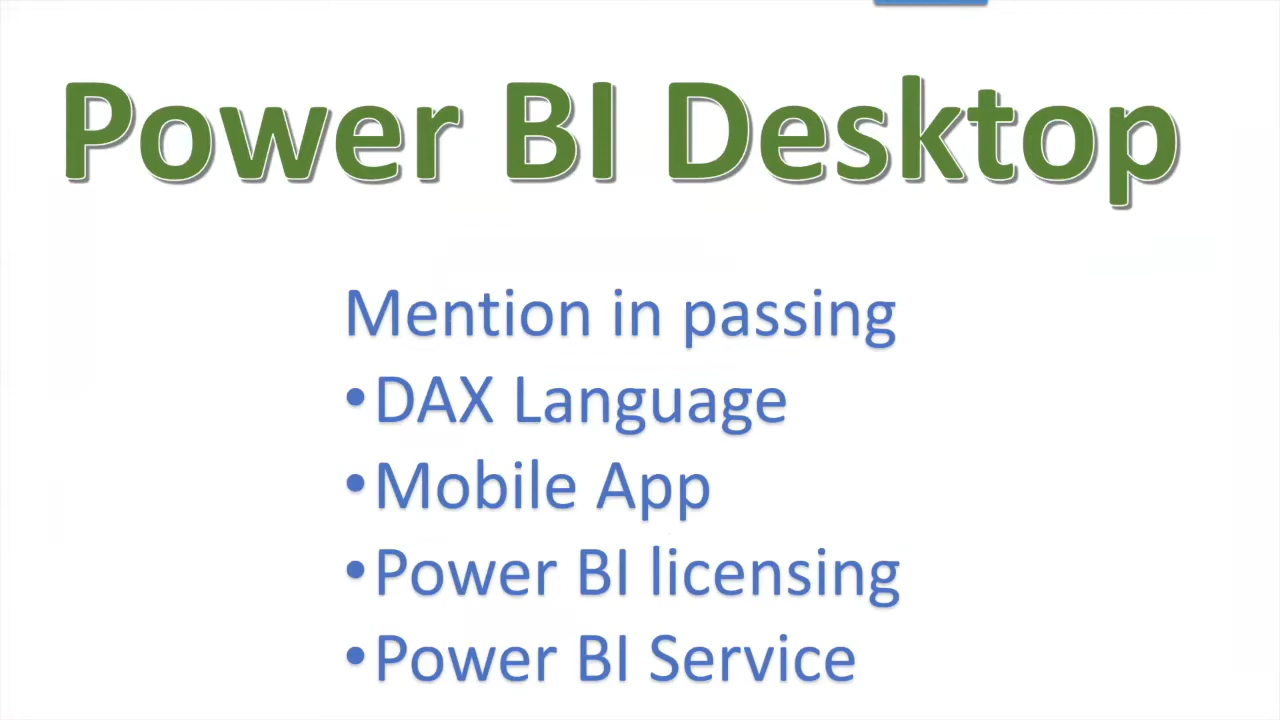 Power BI Desktop
Mention in passing
•DAX Language
•Mobile App
•Power BI licensing
•Power BI Service